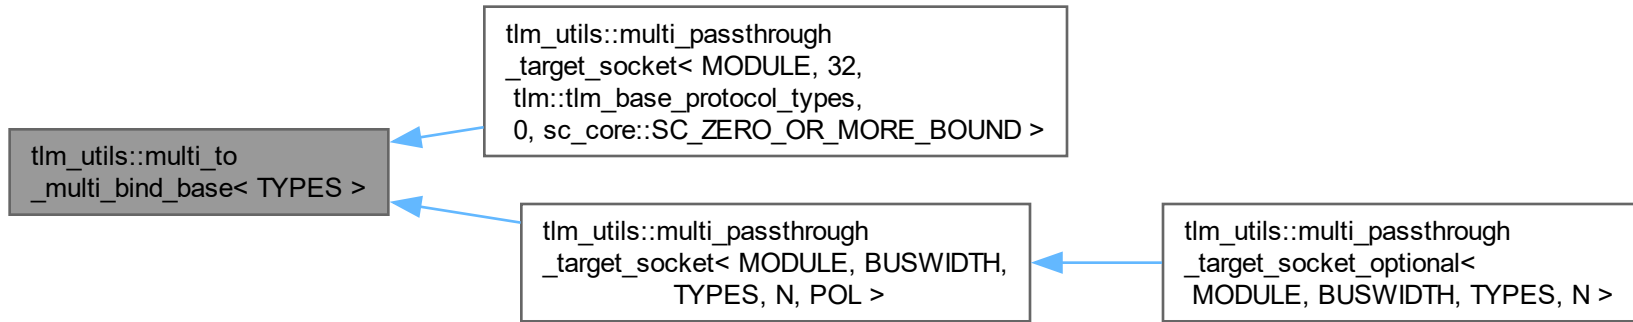 tlm_utils::multi_to
_multi_bind_base< TYPES >
tlm_utils::multi_passthrough
_target_socket< MODULE, 32,
tlm::tlm_base_protocol_types,
0, sc_core::SC_ZERO_OR_MORE_BOUND >
tlm_utils::multi_passthrough
_target_socket< MODULE, BUSWIDTH,
TYPES, N, POL >
tlm_utils::multi_passthrough
_target_socket_optional<
MODULE, BUSWIDTH, TYPES, N >